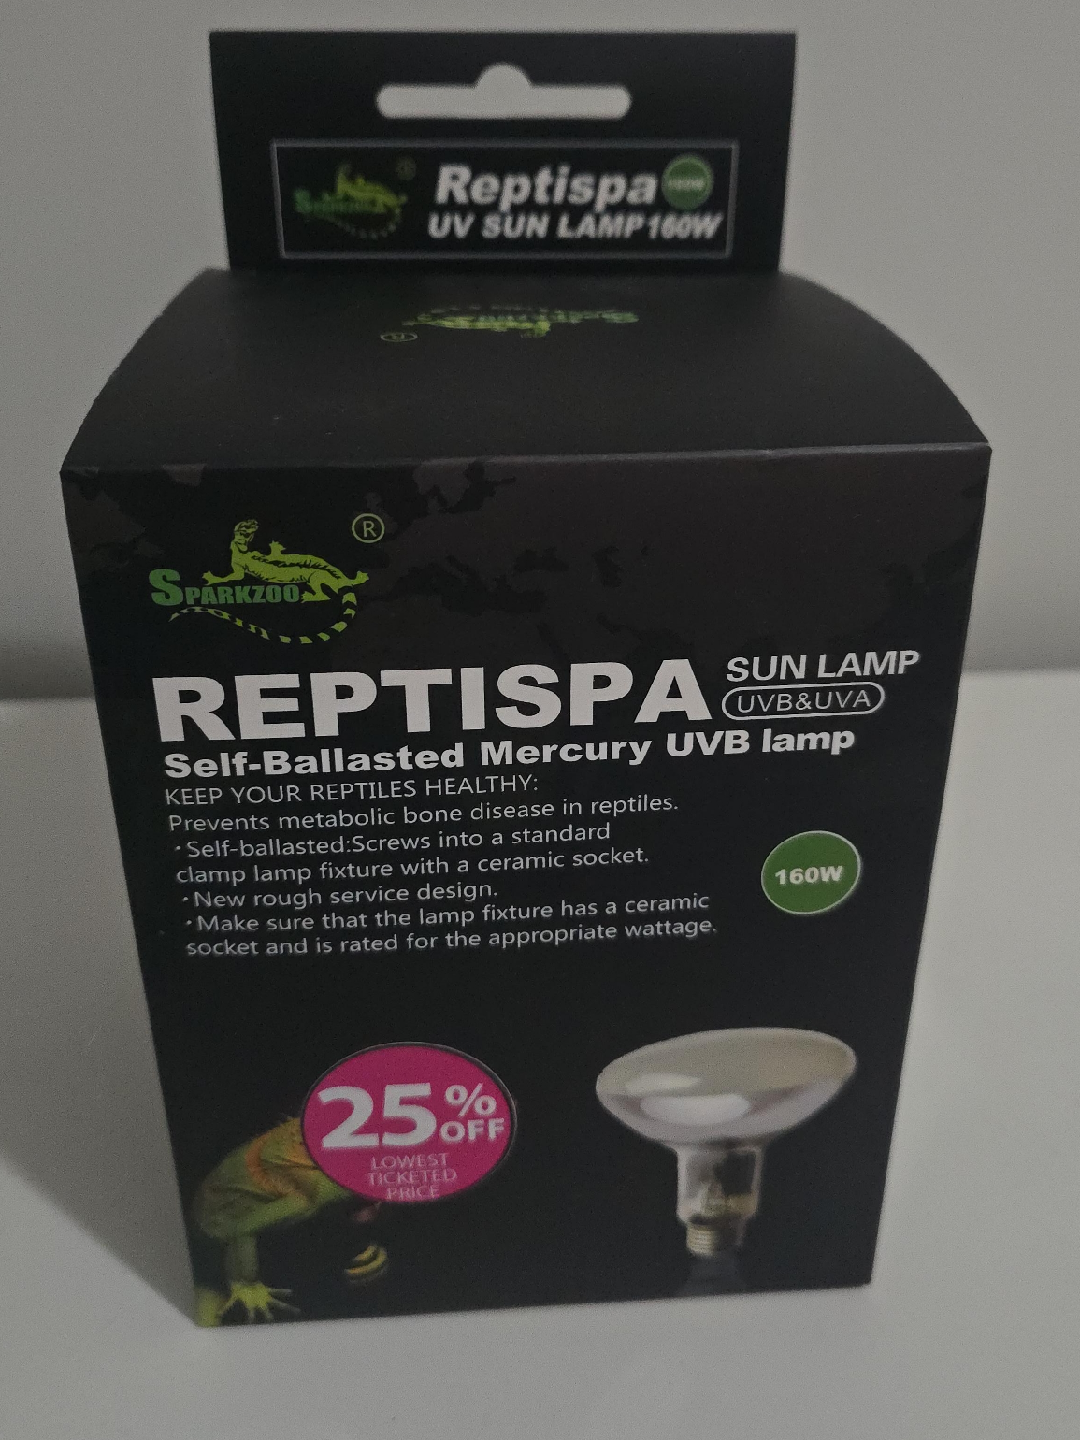 Reptispa
UV SUN LAMP 160W
SPARKZOO ®
REPTISPA SUN LAMP
UVB&UVA
Self-Ballasted Mercury UVB lamp
KEEP YOUR REPTILES HEALTHY:
Prevents metabolic bone disease in reptiles.
·Self-ballasted:Screws into a standard
clamp lamp fixture with a ceramic socket.
·New rough service design.
·Make sure that the lamp fixture has a ceramic
socket and is rated for the appropriate wattage.
160W
25% OFF
LOWEST
TICKETED
PRICE